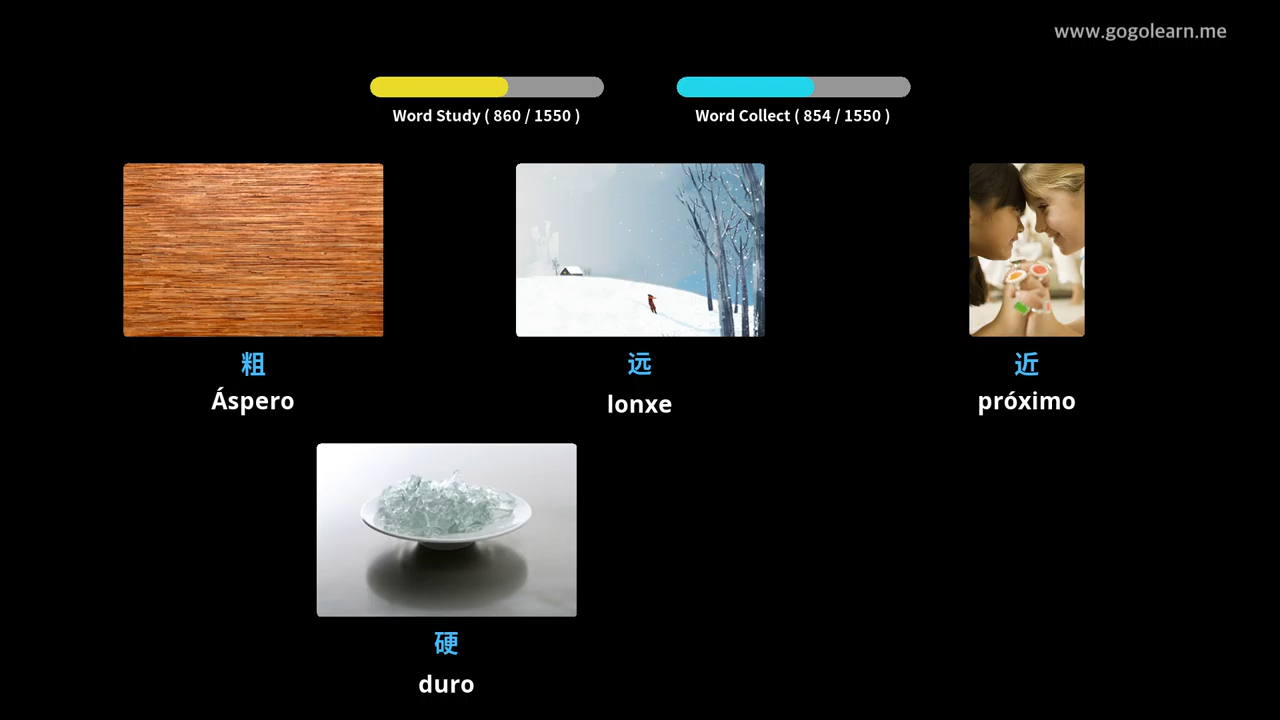 www.gogolearn.me
Word Study ( 860 / 1550 )
Word Collect ( 854 / 1550 )
粗
Áspero
远
lonxe
近
próximo
硬
duro